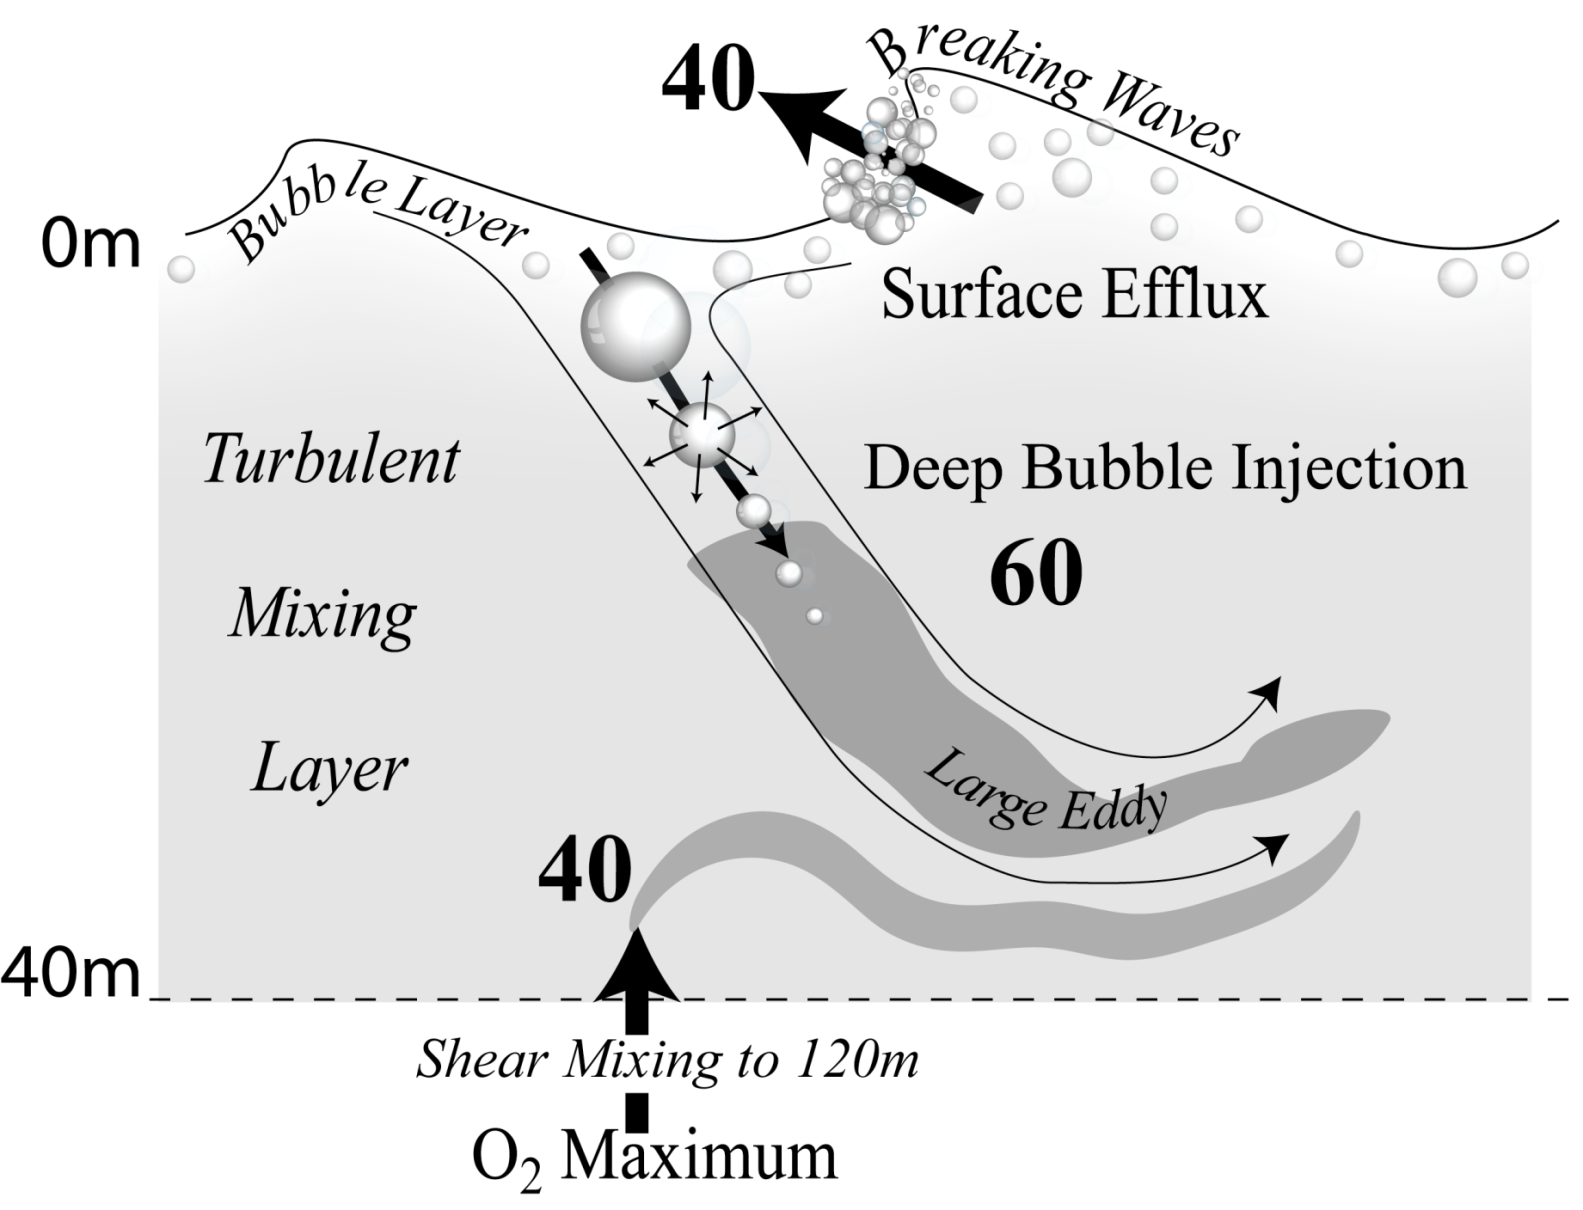 Breaking Waves
40
Bubble Layer
0m
Surface Efflux
Turbulent
Deep Bubble Injection
60
Mixing
Layer
Large Eddy
40
40m
Shear Mixing to 120m
O₂ Maximum